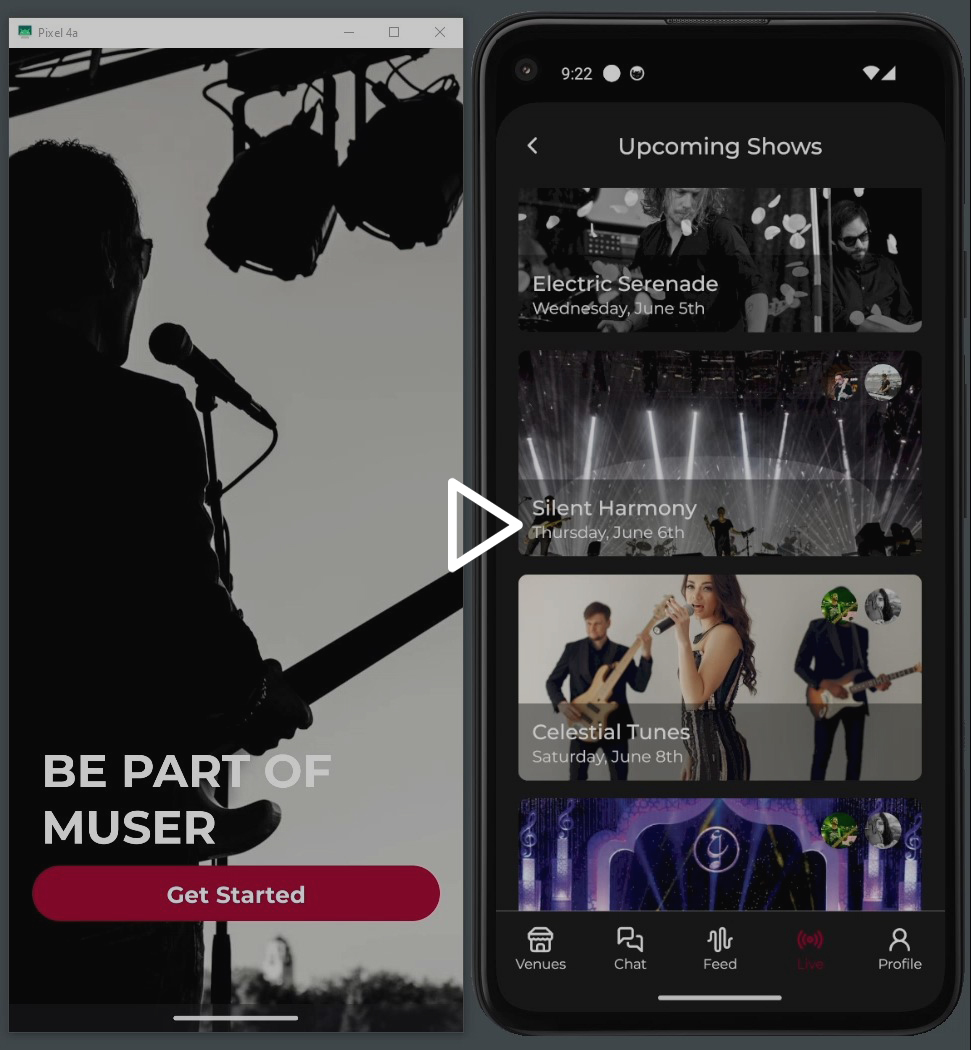 Pixel 4a
BE PART OF
MUSER
Get Started
9:22
Upcoming Shows
Electric Serenade
Wednesday, June 5th
Silent Harmony
Thursday, June 6th
Celestial Tunes
Saturday, June 8th
Venues
Chat
Feed
Live
Profile